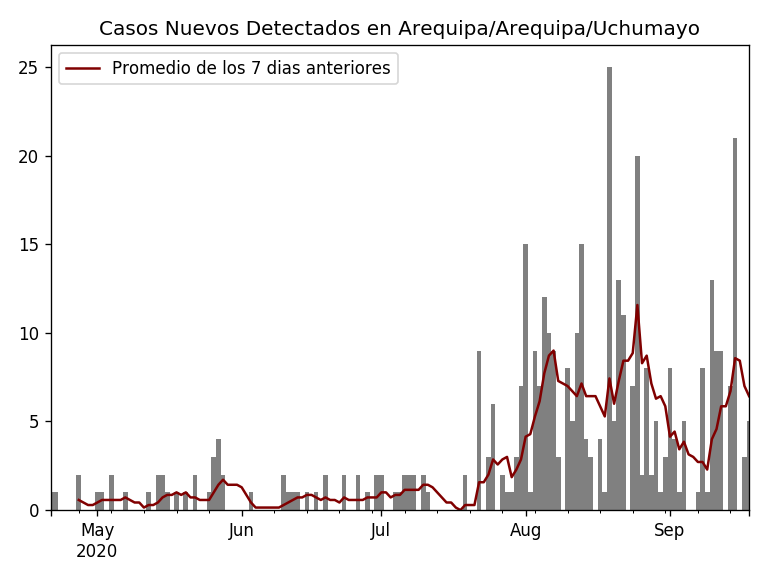 Casos Nuevos Detectados en Arequipa/Arequipa/Uchumayo
Promedio de los 7 dias anteriores
25
20
15
10
5
0
May Jun Jul Aug Sep
2020